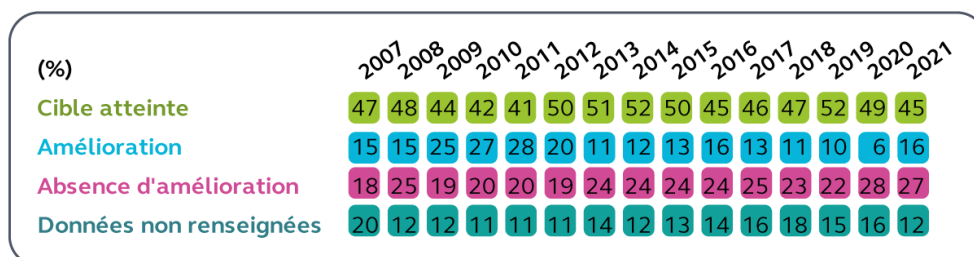 (%) 2007 2008 2009 2010 2011 2012 2013 2014 2015 2016 2017 2018 2019 2020 2021
Cible atteinte 47 48 44 42 41 50 51 52 50 45 46 47 52 49 45
Amélioration 15 15 25 27 28 20 11 12 13 16 13 11 10 6 16
Absence d'amélioration 18 25 19 20 20 19 24 24 24 24 25 23 22 28 27
Données non renseignées 20 12 12 11 11 11 14 12 13 14 16 18 15 16 12